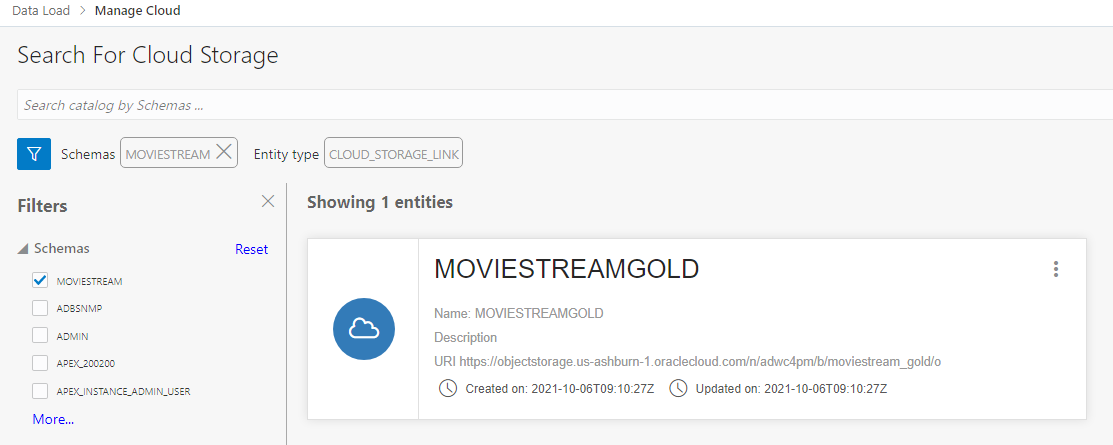 Data Load > Manage Cloud
Search For Cloud Storage
Search catalog by Schemas ...
Schemas MOVIESTREAM Entity type CLOUD_STORAGE_LINK
Filters
Schemas Reset
MOVIESTREAM
ADBSNMP
ADMIN
APEX_200200
APEX_INSTANCE_ADMIN_USER
More...
Showing 1 entities
MOVIESTREAMGOLD
Name: MOVIESTREAMGOLD
Description
URI https://objectstorage.us-ashburn-1.oraclecloud.com/n/adwc4pm/b/moviestream_gold/o
Created on: 2021-10-06T09:10:27Z Updated on: 2021-10-06T09:10:27Z